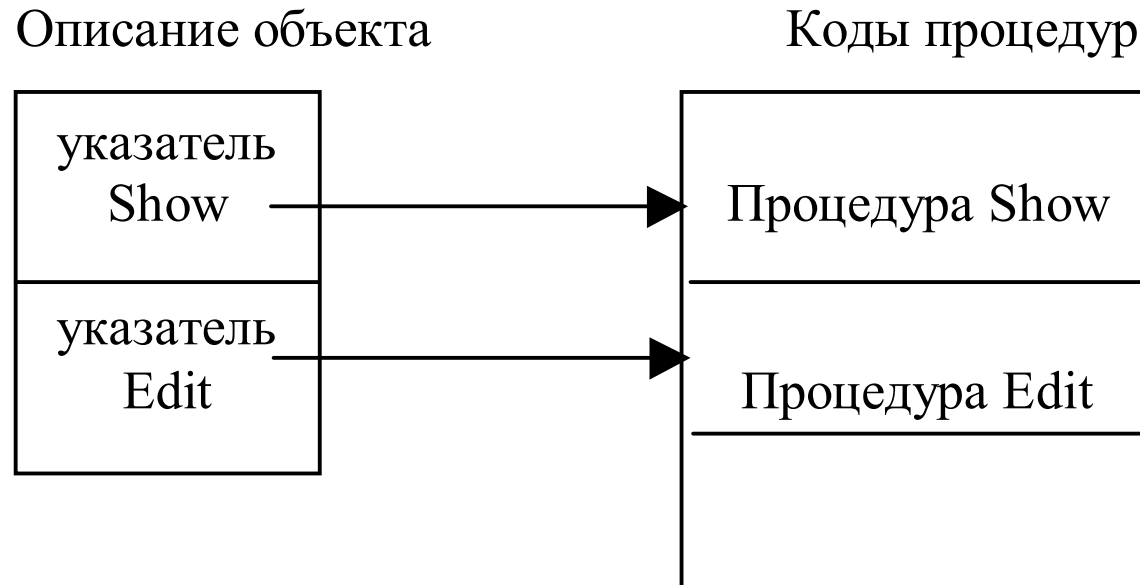 Описание объекта
Коды процедур
указатель
Show
Процедура Show
указатель
Edit
Процедура Edit